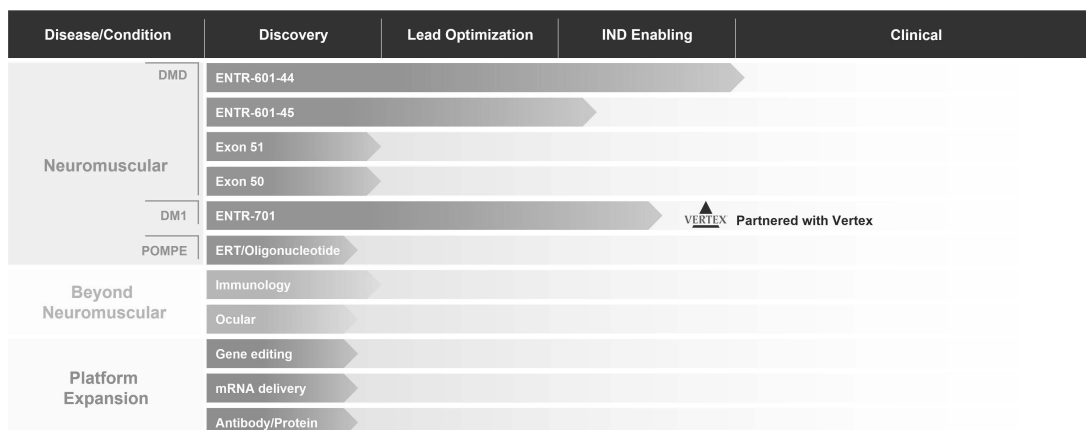 Disease/Condition Discovery Lead Optimization IND Enabling Clinical
Neuromuscular
DMD
ENTR-601-44
ENTR-601-45
Exon 51
Exon 50
DM1
ENTR-701
VERTEX Partnered with Vertex
POMPE
ERT/Oligonucleotide
Beyond
Neuromuscular
Immunology
Ocular
Platform
Expansion
Gene editing
mRNA delivery
Antibody/Protein